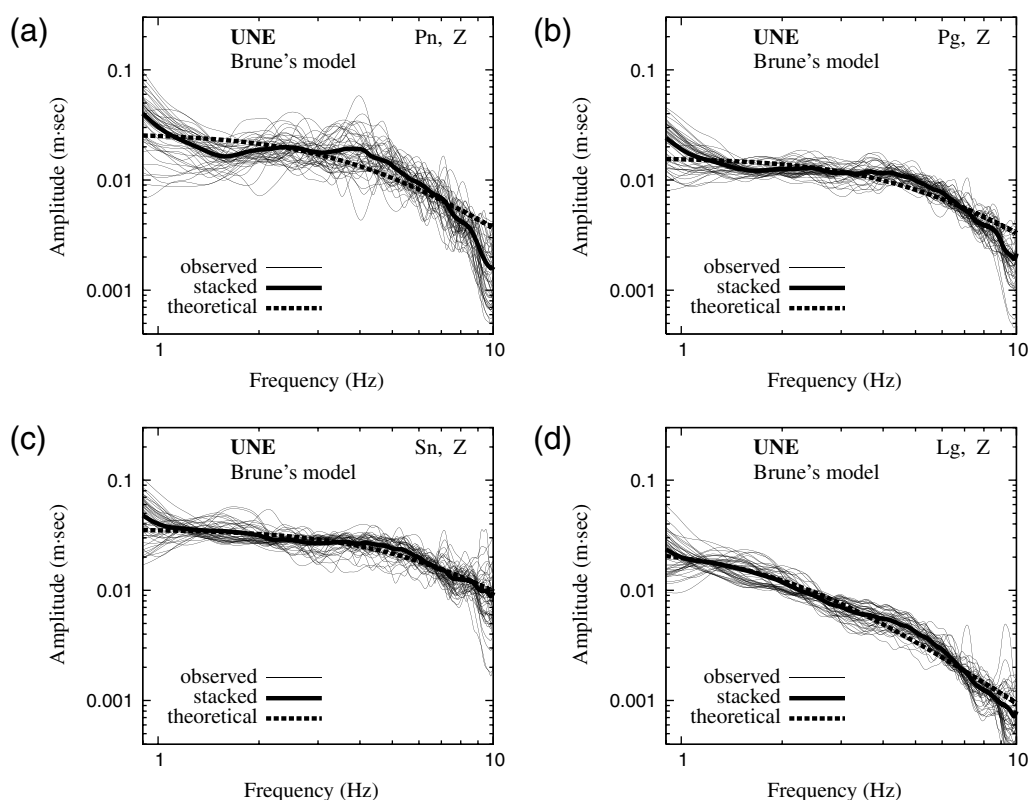 (a)
UNE Pn, Z
Brune's model
0.1
0.01
0.001
Amplitude (m·sec)
observed
stacked
theoretical
1 10
Frequency (Hz)
(b)
UNE Pg, Z
Brune's model
0.1
0.01
0.001
Amplitude (m·sec)
observed
stacked
theoretical
1 10
Frequency (Hz)
(c)
UNE Sn, Z
Brune's model
0.1
0.01
0.001
Amplitude (m·sec)
observed
stacked
theoretical
1 10
Frequency (Hz)
(d)
UNE Lg, Z
Brune's model
0.1
0.01
0.001
Amplitude (m·sec)
observed
stacked
theoretical
1 10
Frequency (Hz)